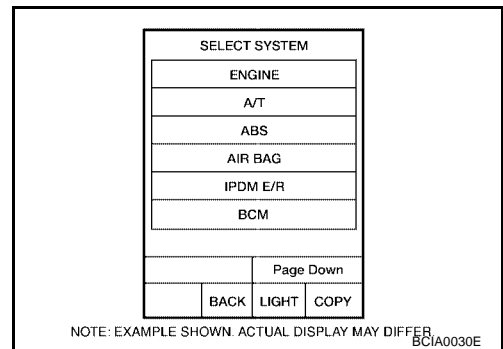 SELECT SYSTEM
ENGINE
A/T
ABS
AIR BAG
IPDM E/R
BCM
Page Down
BACK LIGHT COPY
NOTE: EXAMPLE SHOWN. ACTUAL DISPLAY MAY DIFFER.
BCIA0030E